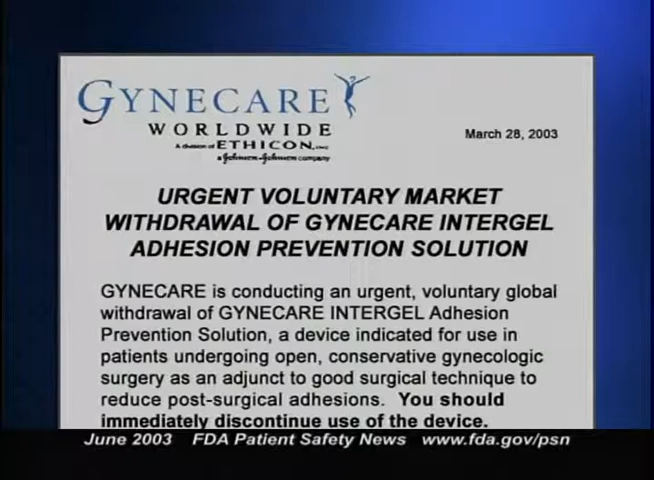 GYNECARE
WORLDWIDE
A division of ETHICON, INC.
a Johnson & Johnson company
March 28, 2003
URGENT VOLUNTARY MARKET
WITHDRAWAL OF GYNECARE INTERGEL
ADHESION PREVENTION SOLUTION
GYNECARE is conducting an urgent, voluntary global
withdrawal of GYNECARE INTERGEL Adhesion
Prevention Solution, a device indicated for use in
patients undergoing open, conservative gynecologic
surgery as an adjunct to good surgical technique to
reduce post-surgical adhesions. You should
immediately discontinue use of the device.
June 2003 FDA Patient Safety News www.fda.gov/psn